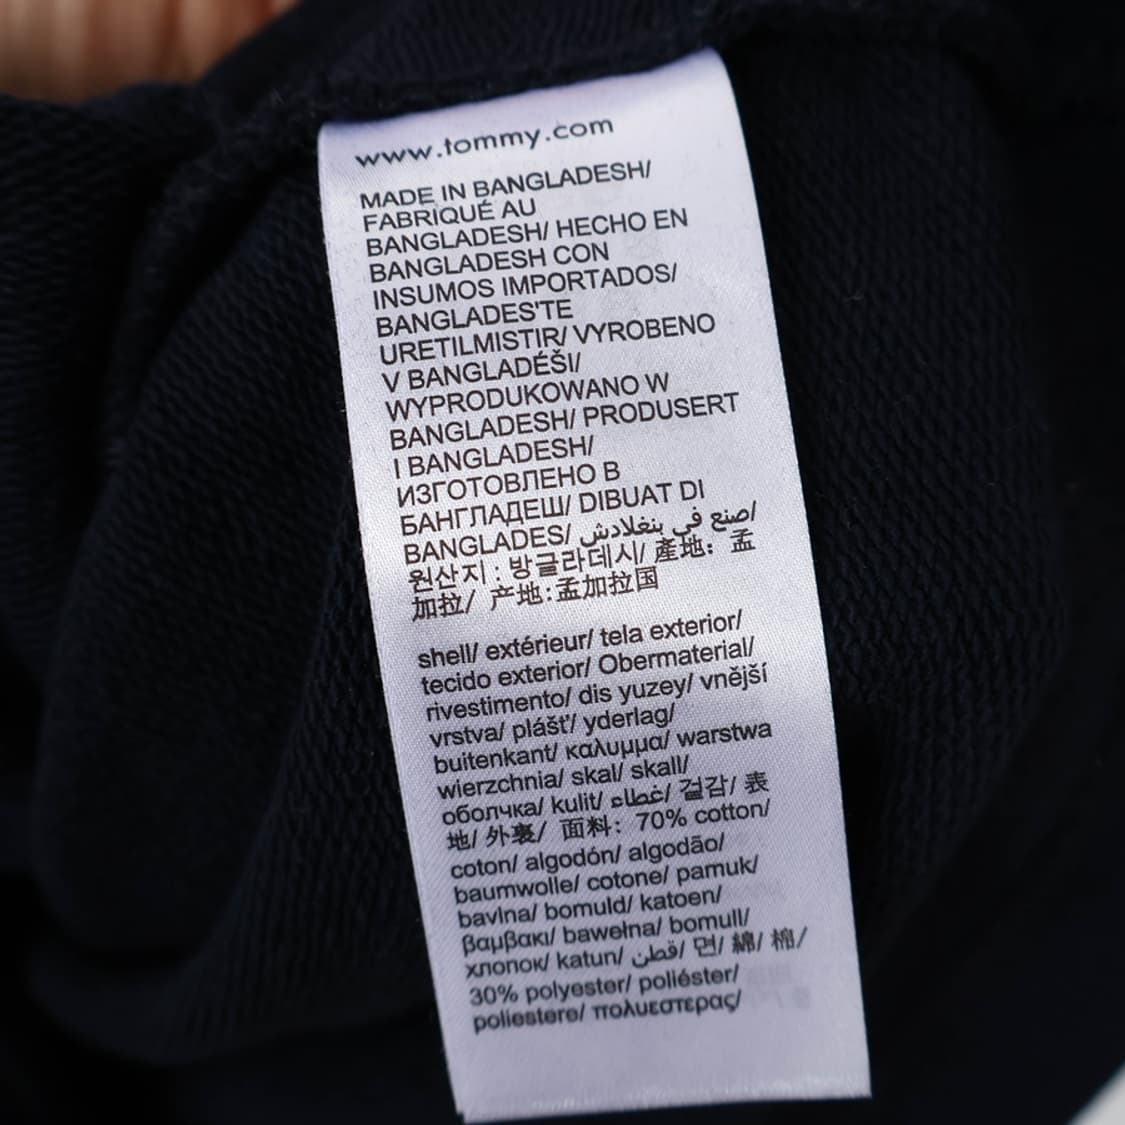 www.tommy.com
MADE IN BANGLADESH/
FABRIQUÉ AU
BANGLADESH/ HECHO EN
BANGLADESH CON
INSUMOS IMPORTADOS/
BANGLADES'TE
URETILMISTIR/ VYROBENO
V BANGLADÉŠI/
WYPRODUKOWANO W
BANGLADESH/ PRODUSERT
I BANGLADESH/
ИЗГОТОВЛЕНО В
БАНГЛАДЕШ/ DIBUAT DI
BANGLADES/ صنع في بنغلادش/
원산지 : 방글라데시/ 產地： 孟
加拉/ 产地:孟加拉国
shell/ extérieur/ tela exterior/
tecido exterior/ Obermaterial/
rivestimento/ dis yuzey/ vnější
vrstva/ plášť/ yderlag/
buitenkant/ καλυμμα/ warstwa
wierzchnia/ skal/ skall/
оболчка/ kulit/ غطاء/ 겉감/ 表
地/ 外裏/ 面料： 70% cotton/
coton/ algodón/ algodão/
baumwolle/ cotone/ pamuk/
bavlna/ bomuld/ katoen/
βαμβακι/ bawełna/ bomull/
хлопок/ katun/ قطن/ 면/ 綿/ 棉/
30% polyester/ poliéster/
poliestere/ πολυεστερας/